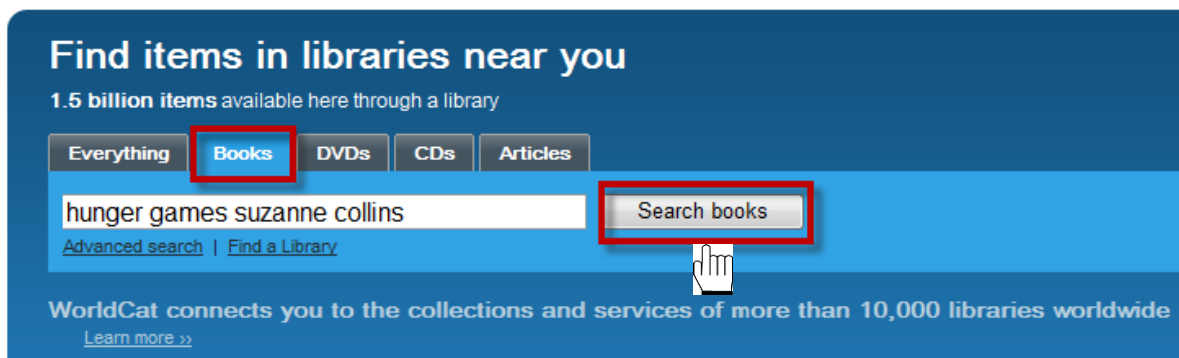 Find items in libraries near you
1.5 billion items available here through a library
Everything Books DVDs CDs Articles
hunger games suzanne collins Search books
Advanced search | Find a Library
WorldCat connects you to the collections and services of more than 10,000 libraries worldwide
Learn more >>